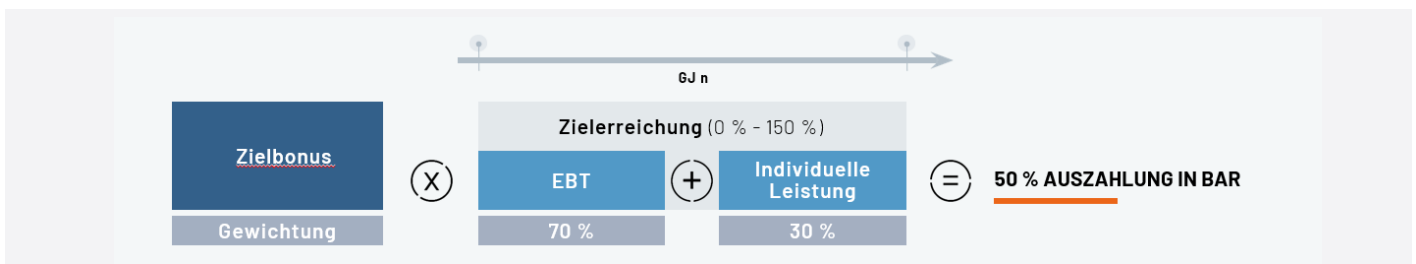 GJ n
Zielerreichung (0 % - 150 %)
Zielbonus
X
EBT
+
Individuelle
Leistung
=
50 % AUSZAHLUNG IN BAR
Gewichtung
70 %
30 %